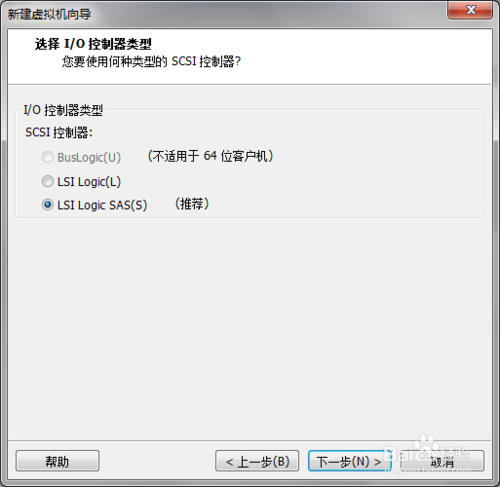 新建虚拟机向导
选择 I/O 控制器类型
您要使用何种类型的 SCSI 控制器?
I/O 控制器类型
SCSI 控制器:
BusLogic(U) （不适用于 64 位客户机）
LSI Logic(L)
LSI Logic SAS(S) （推荐）
帮助 < 上一步(B) 下一步(N) > 取消
Baidu 经验